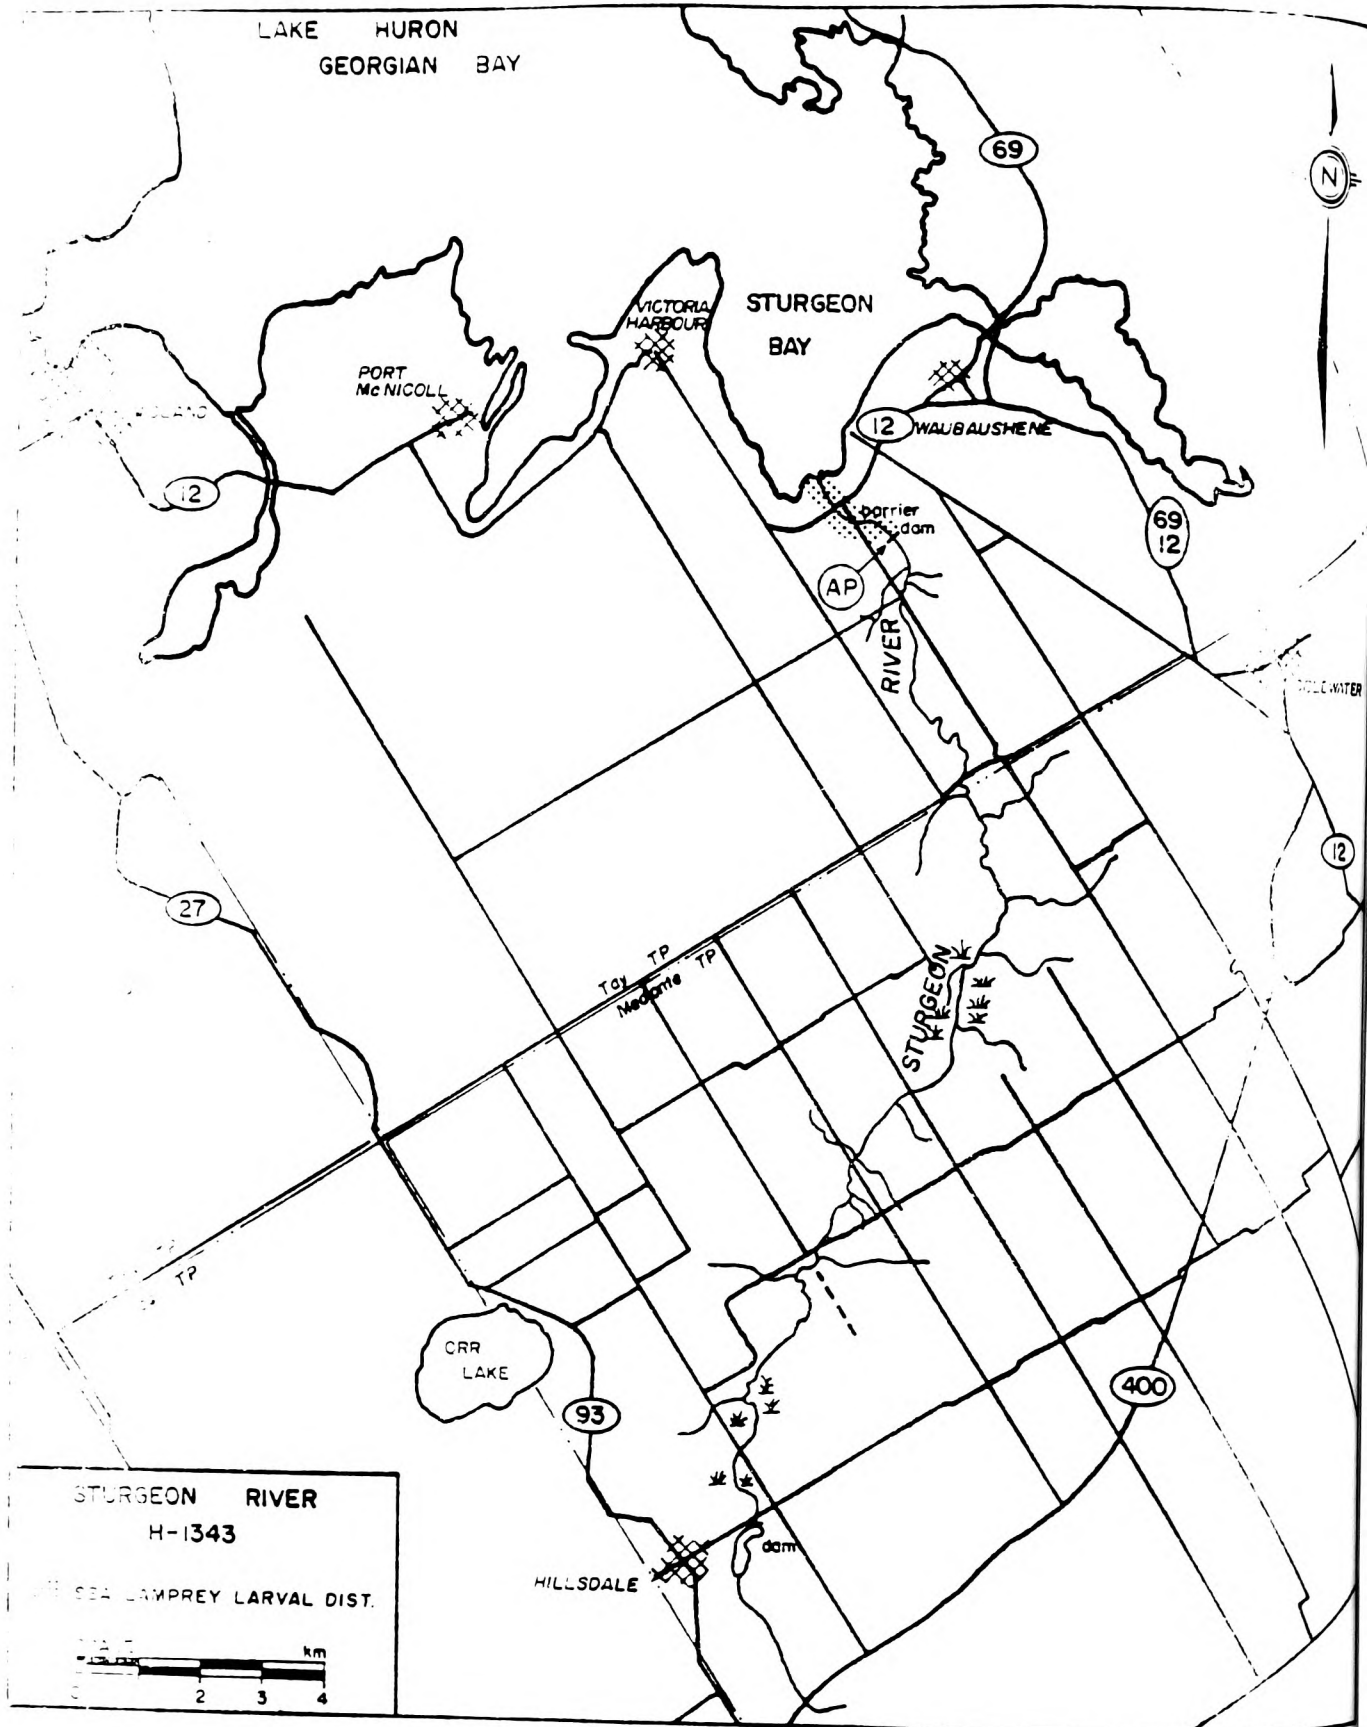 LAKE HURON
GEORGIAN BAY
69
N
VICTORIA
HARBOUR
STURGEON
BAY
PORT
McNICOLL
12
WAUBAUSHENE
12
barrier
dam
69
12
AP
RIVER
12
27
Tay TP
Medonte TP
STURGEON
TP
ORR
LAKE
93
400
STURGEON RIVER
H-1343
SEA LAMPREY LARVAL DIST.
km
2 3 4
HILLSDALE
dam